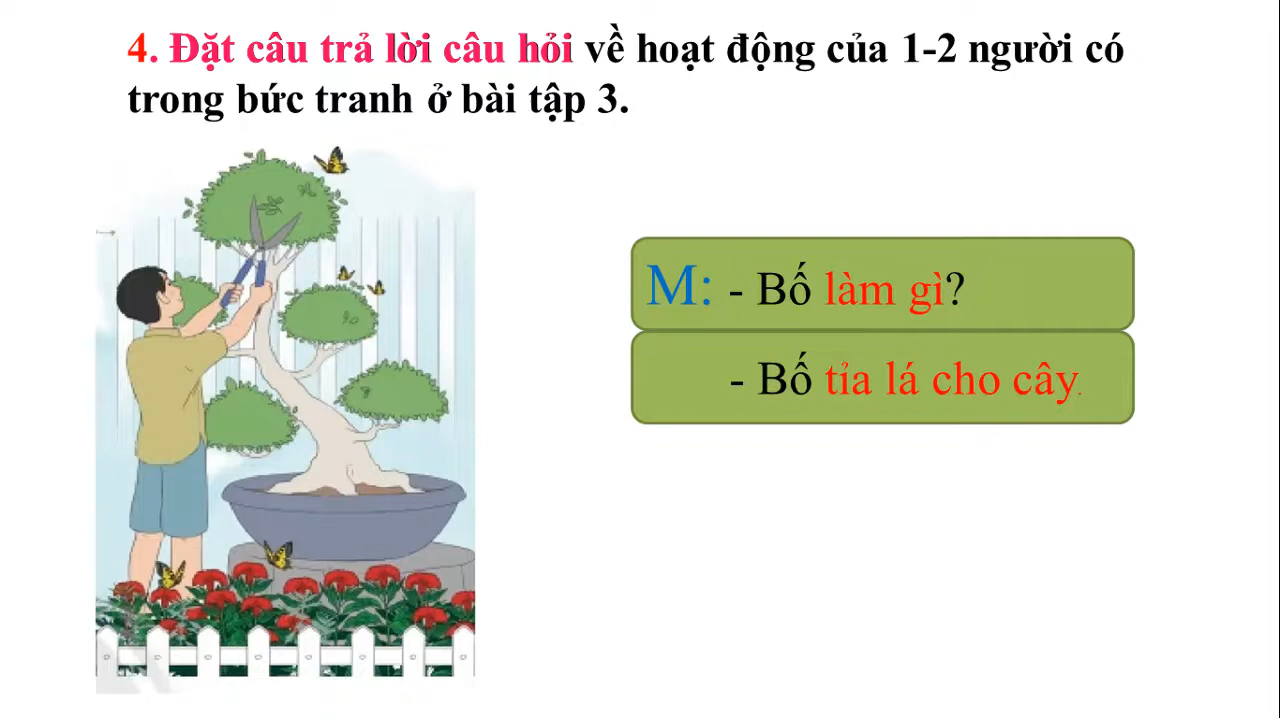 4. Đặt câu trả lời câu hỏi về hoạt động của 1-2 người có
trong bức tranh ở bài tập 3.
M: - Bố làm gì?
- Bố tỉa lá cho cây.